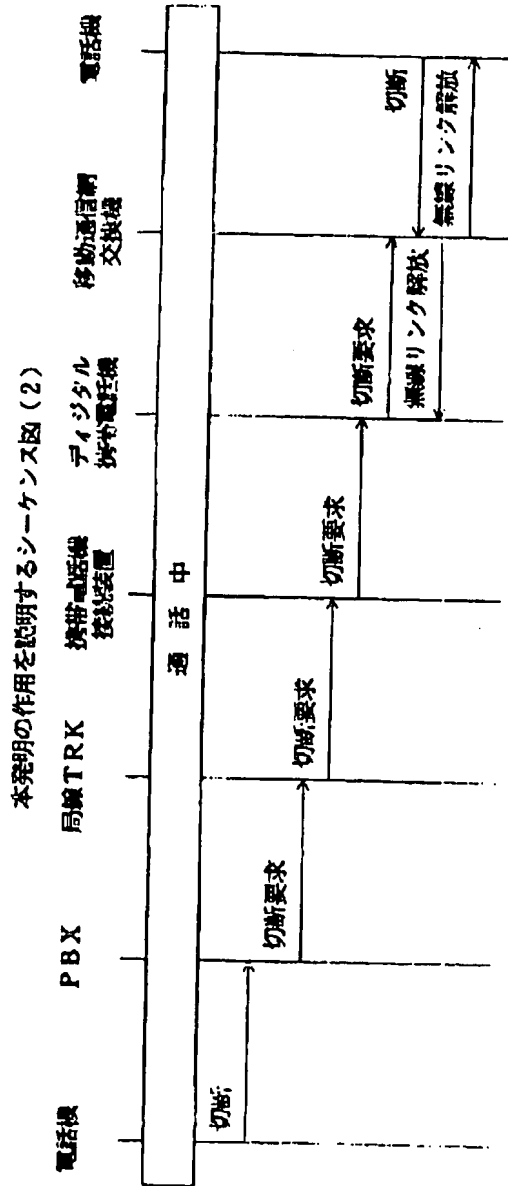 本発明の作用を説明するシーケンス図（2）
電話機
PBX
局線TRK
携帯電話機
接続装置
ディジタル
携帯電話機
移動通信網
交換機
電話機
通話中
切断
切断要求
切断要求
切断要求
切断要求
無線リンク解放
切断
無線リンク解放